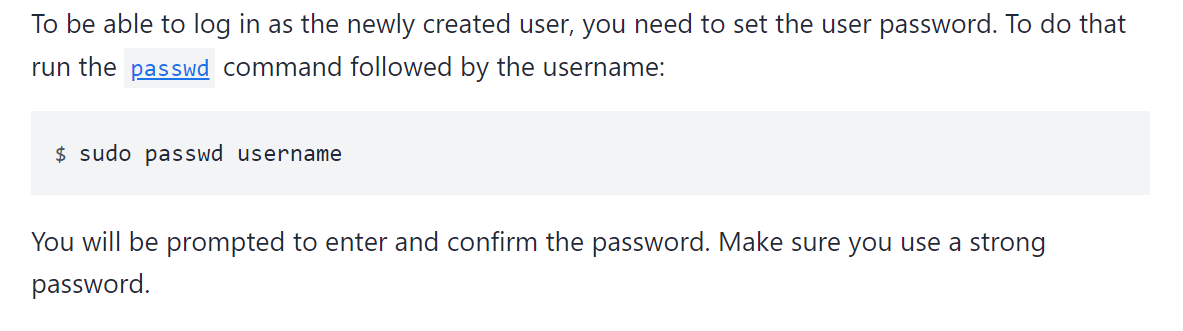 To be able to log in as the newly created user, you need to set the user password. To do that
run the passwd command followed by the username:
$ sudo passwd username
You will be prompted to enter and confirm the password. Make sure you use a strong
password.